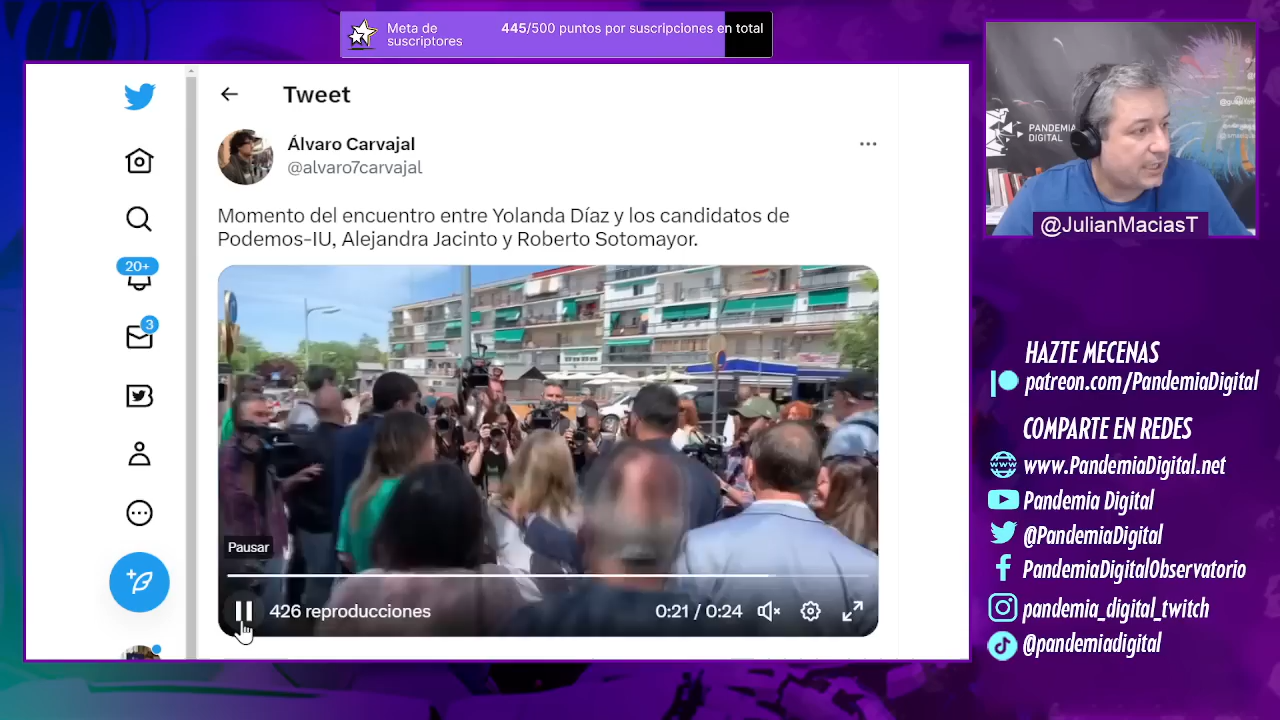 Meta de
suscriptores
445/500 puntos por suscripciones en total
Tweet
Álvaro Carvajal
@alvaro7carvajal
Momento del encuentro entre Yolanda Díaz y los candidatos de
Podemos-IU, Alejandra Jacinto y Roberto Sotomayor.
20+
3
Pausar
426 reproducciones
0:21 / 0:24
PANDEMIA
DIGITAL
@JulianMaciasT
HAZTE MECENAS
patreon.com/PandemiaDigital
COMPARTE EN REDES
www
www.PandemiaDigital.net
Pandemia Digital
@PandemiaDigital
PandemiaDigitalObservatorio
pandemia_digital_twitch
@pandemiadigital